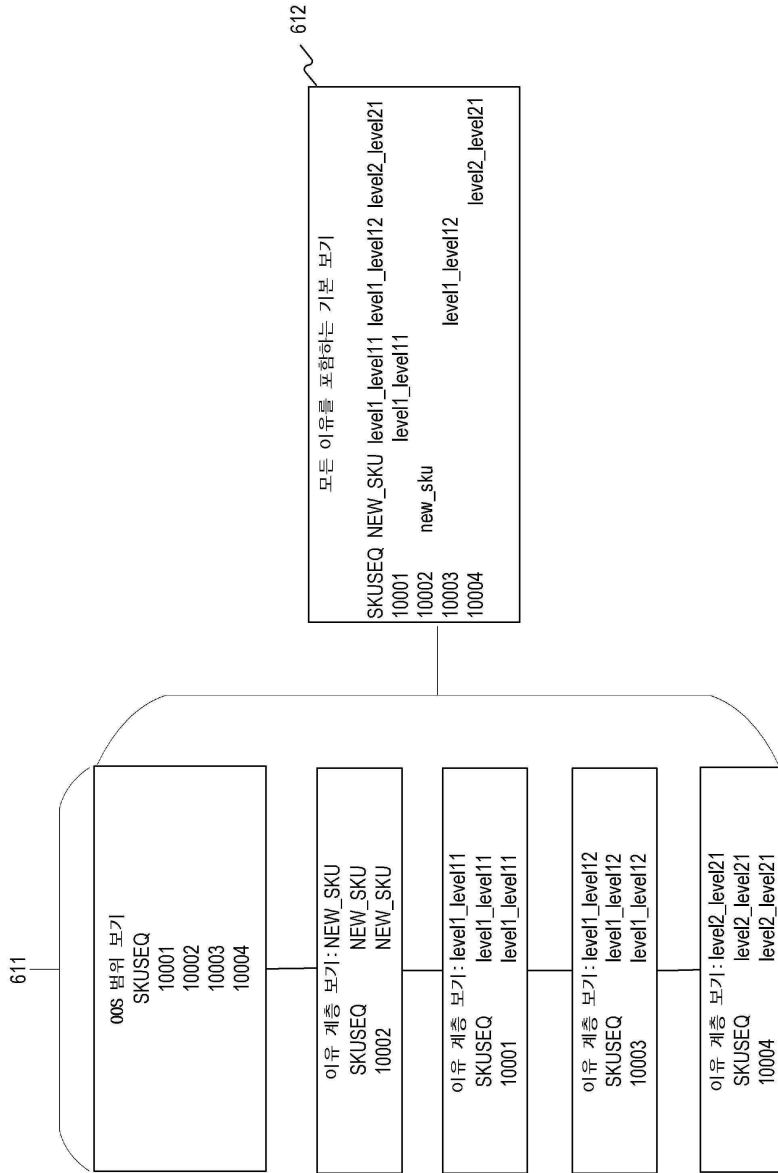 611
OOS 범위 보기
SKUSEQ
10001
10002
10003
10004
이유 계층 보기 : NEW_SKU
SKUSEQ NEW_SKU
10002 NEW_SKU
이유 계층 보기 : level1_level11
SKUSEQ level1_level11
10001 level1_level11
이유 계층 보기 : level1_level12
SKUSEQ level1_level12
10003 level1_level12
이유 계층 보기 : level2_level21
SKUSEQ level2_level21
10004 level2_level21
612
모든 이유를 포함하는 기본 보기
SKUSEQ NEW_SKU level1_level11 level1_level12 level2_level21
10001 level1_level11
10002 new_sku
10003 level1_level12
10004 level2_level21